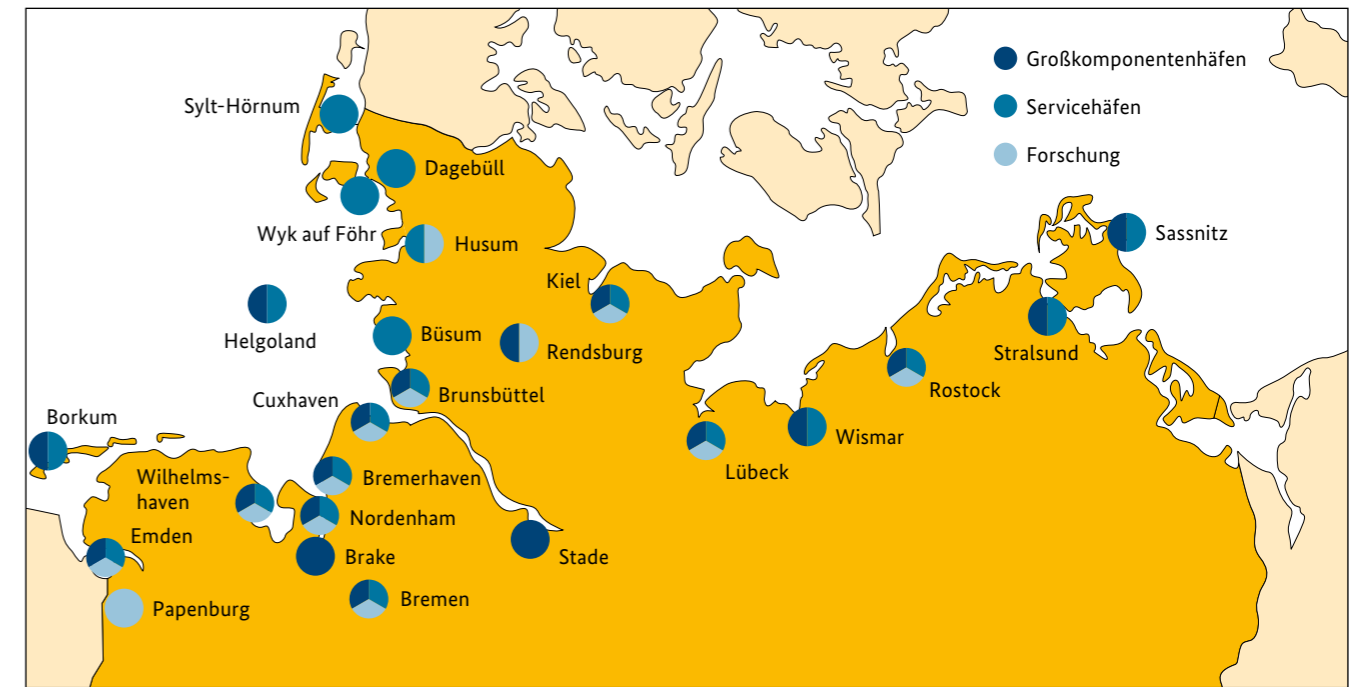 Großkomponentenhäfen
Servicehäfen
Forschung
Sylt-Hörnum
Dagebüll
Wyk auf Föhr
Husum
Sassnitz
Kiel
Helgoland
Büsum
Rendsburg
Stralsund
Rostock
Brunsbüttel
Cuxhaven
Borkum
Wismar
Lübeck
Wilhelms-
haven
Bremerhaven
Nordenham
Emden
Brake
Stade
Papenburg
Bremen